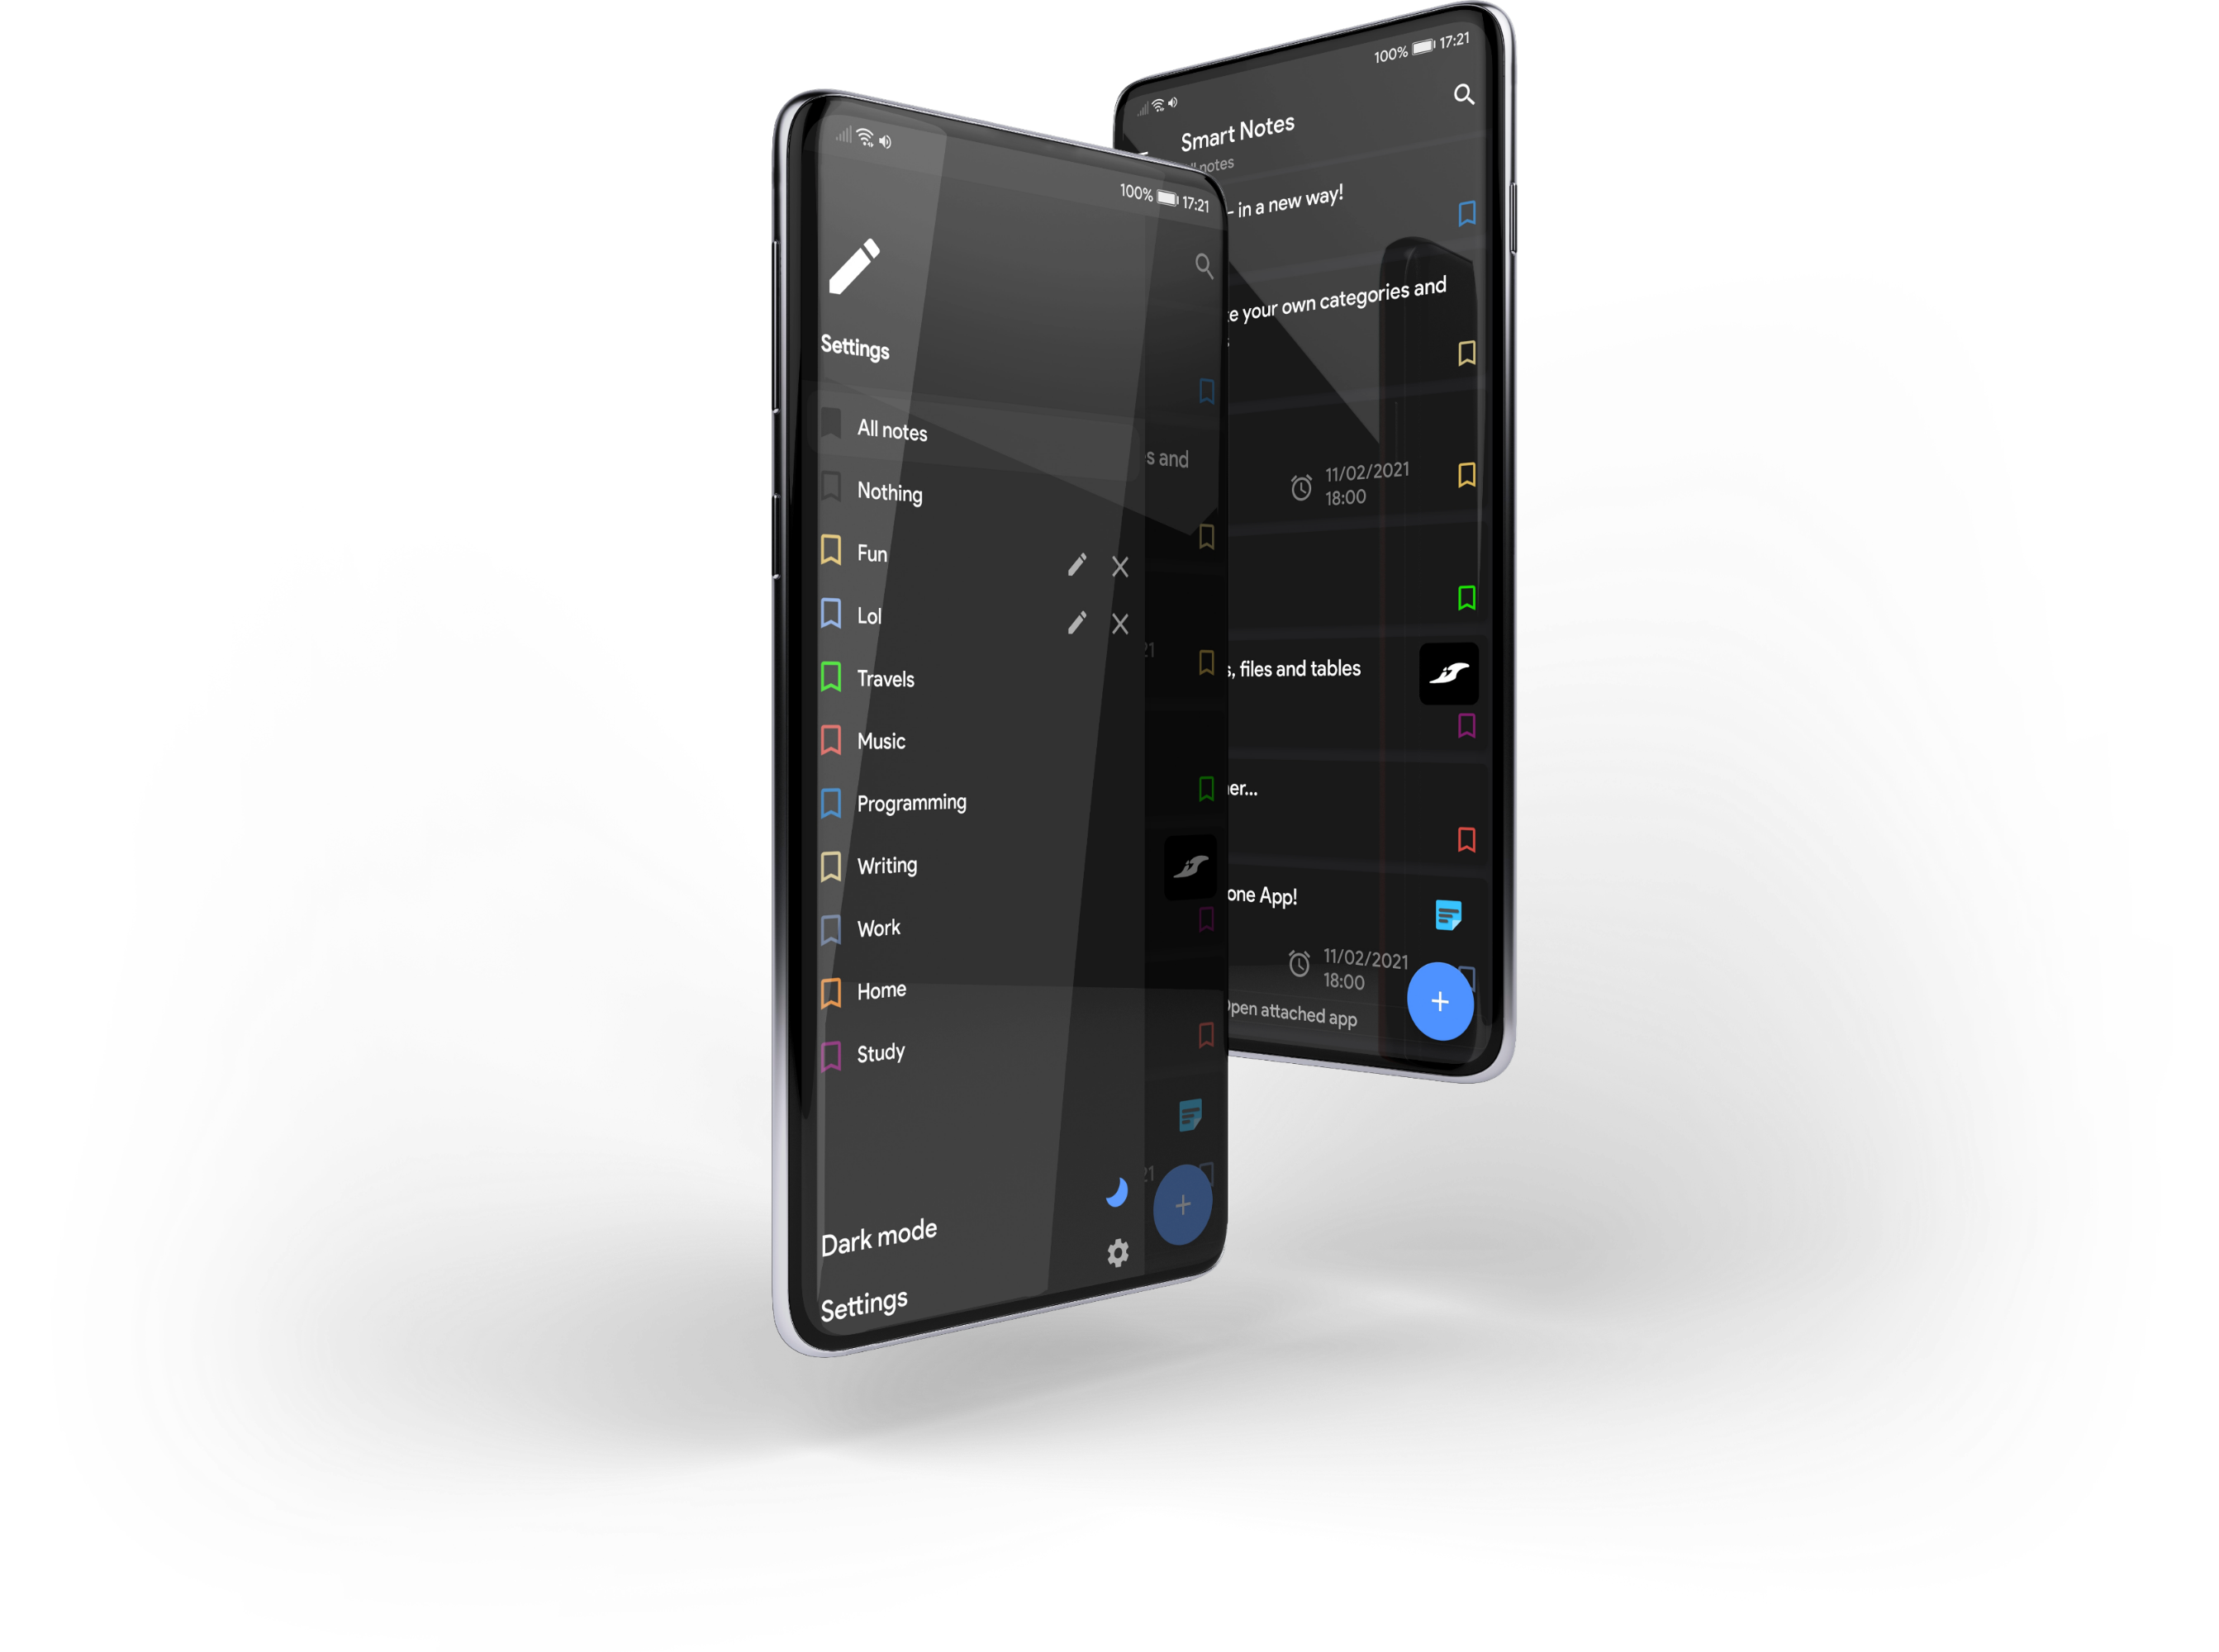 100% 17:21
Settings
All notes
Nothing
Fun
Lol
Travels
Music
Programming
Writing
Work
Home
Study
Dark mode
Settings
and
100% 17:21
Smart Notes
notes
- in a new way!
your own categories and
11/02/2021
18:00
files and tables
one App!
11/02/2021
18:00
attached app